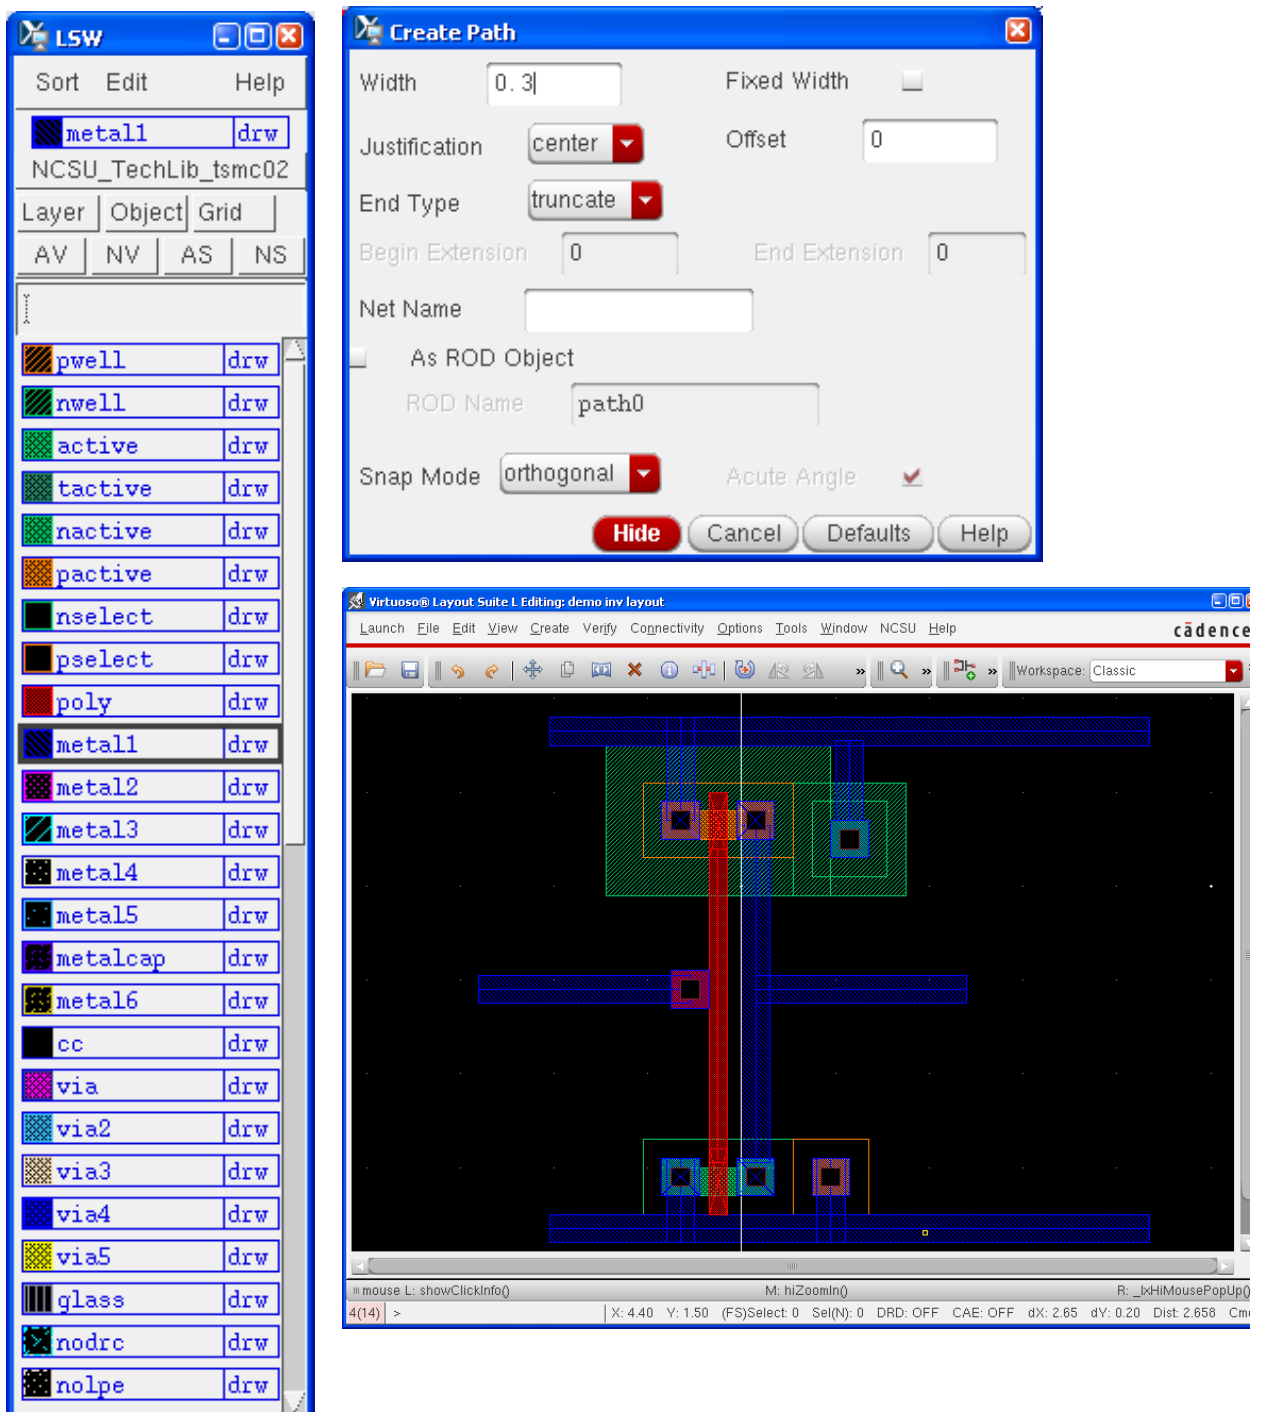 LSW
Sort Edit Help
metal1 drw
NCSU_TechLib_tsmc02
Layer Object Grid
AV NV AS NS
pwell drw
nwell drw
active drw
tactive drw
nactive drw
pactive drw
nselect drw
pselect drw
poly drw
metal1 drw
metal2 drw
metal3 drw
metal4 drw
metal5 drw
metalcap drw
metal6 drw
cc drw
via drw
via2 drw
via3 drw
via4 drw
via5 drw
glass drw
nodrc drw
nolpe drw
Create Path
Width 0.3 Fixed Width
Justification center Offset 0
End Type truncate
Begin Extension 0 End Extension 0
Net Name
As ROD Object
ROD Name path0
Snap Mode orthogonal Acute Angle
Hide Cancel Defaults Help
Virtuoso® Layout Suite L Editing: demo inv layout
Launch File Edit View Create Verify Connectivity Options Tools Window NCSU Help cādence
» » » Workspace: Classic
mouse L: showClickInfo() M: hiZoomIn() R: _lxHiMousePopUp()
4(14) > X: 4.40 Y: 1.50 (FS)Select: 0 Sel(N): 0 DRD: OFF CAE: OFF dX: 2.65 dY: 0.20 Dist: 2.658 Cm